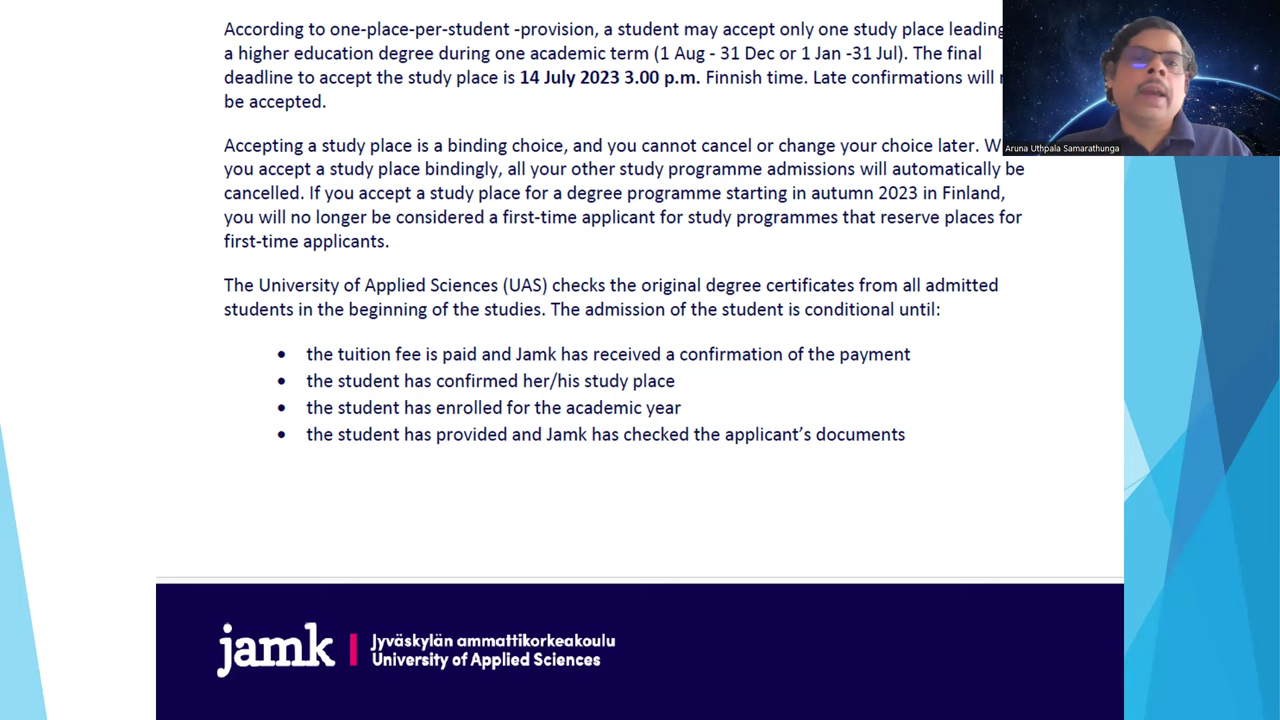 According to one-place-per-student -provision, a student may accept only one study place leading
a higher education degree during one academic term (1 Aug - 31 Dec or 1 Jan -31 Jul). The final
deadline to accept the study place is 14 July 2023 3.00 p.m. Finnish time. Late confirmations will
be accepted.
Accepting a study place is a binding choice, and you cannot cancel or change your choice later.
you accept a study place bindingly, all your other study programme admissions will automatically be
cancelled. If you accept a study place for a degree programme starting in autumn 2023 in Finland,
you will no longer be considered a first-time applicant for study programmes that reserve places for
first-time applicants.
The University of Applied Sciences (UAS) checks the original degree certificates from all admitted
students in the beginning of the studies. The admission of the student is conditional until:
• the tuition fee is paid and Jamk has received a confirmation of the payment
• the student has confirmed her/his study place
• the student has enrolled for the academic year
• the student has provided and Jamk has checked the applicant's documents
Aruna Uthpala Samarathunga
jamk | Jyväskylän ammattikorkeakoulu
University of Applied Sciences